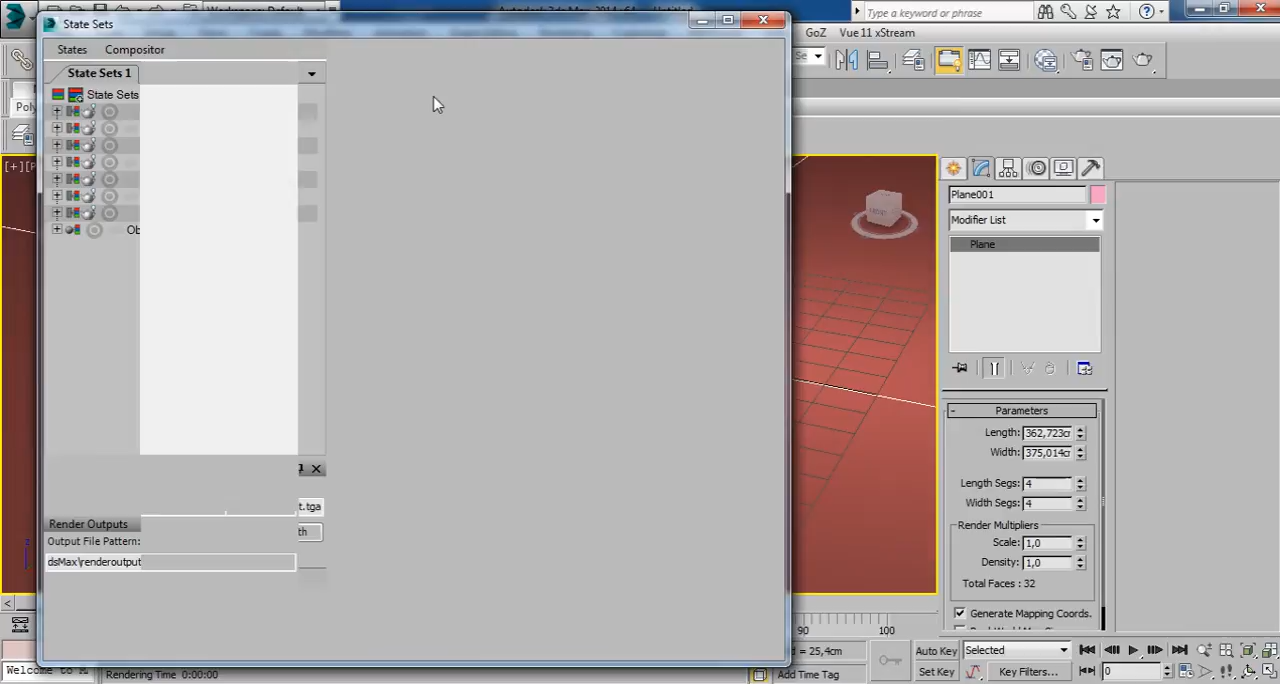 State Sets
Type a keyword or phrase
States Compositor
GoZ Vue 11 xStream
State Sets 1
State Sets
Ob
[+]
Plane001
Modifier List
Plane
Parameters
Length: 362,723c
Width: 375,014c
Length Segs: 4
Width Segs: 4
Render Multipliers
Scale: 1,0
Density: 1,0
Total Faces : 32
Generate Mapping Coords.
t.tga
th
Render Outputs
Output File Pattern:
dsMax\renderoutput
90 100
= 25,4cm
Auto Key Selected
Set Key Key Filters... 0
Welcome to M
Rendering Time 0:00:00
Add Time Tag